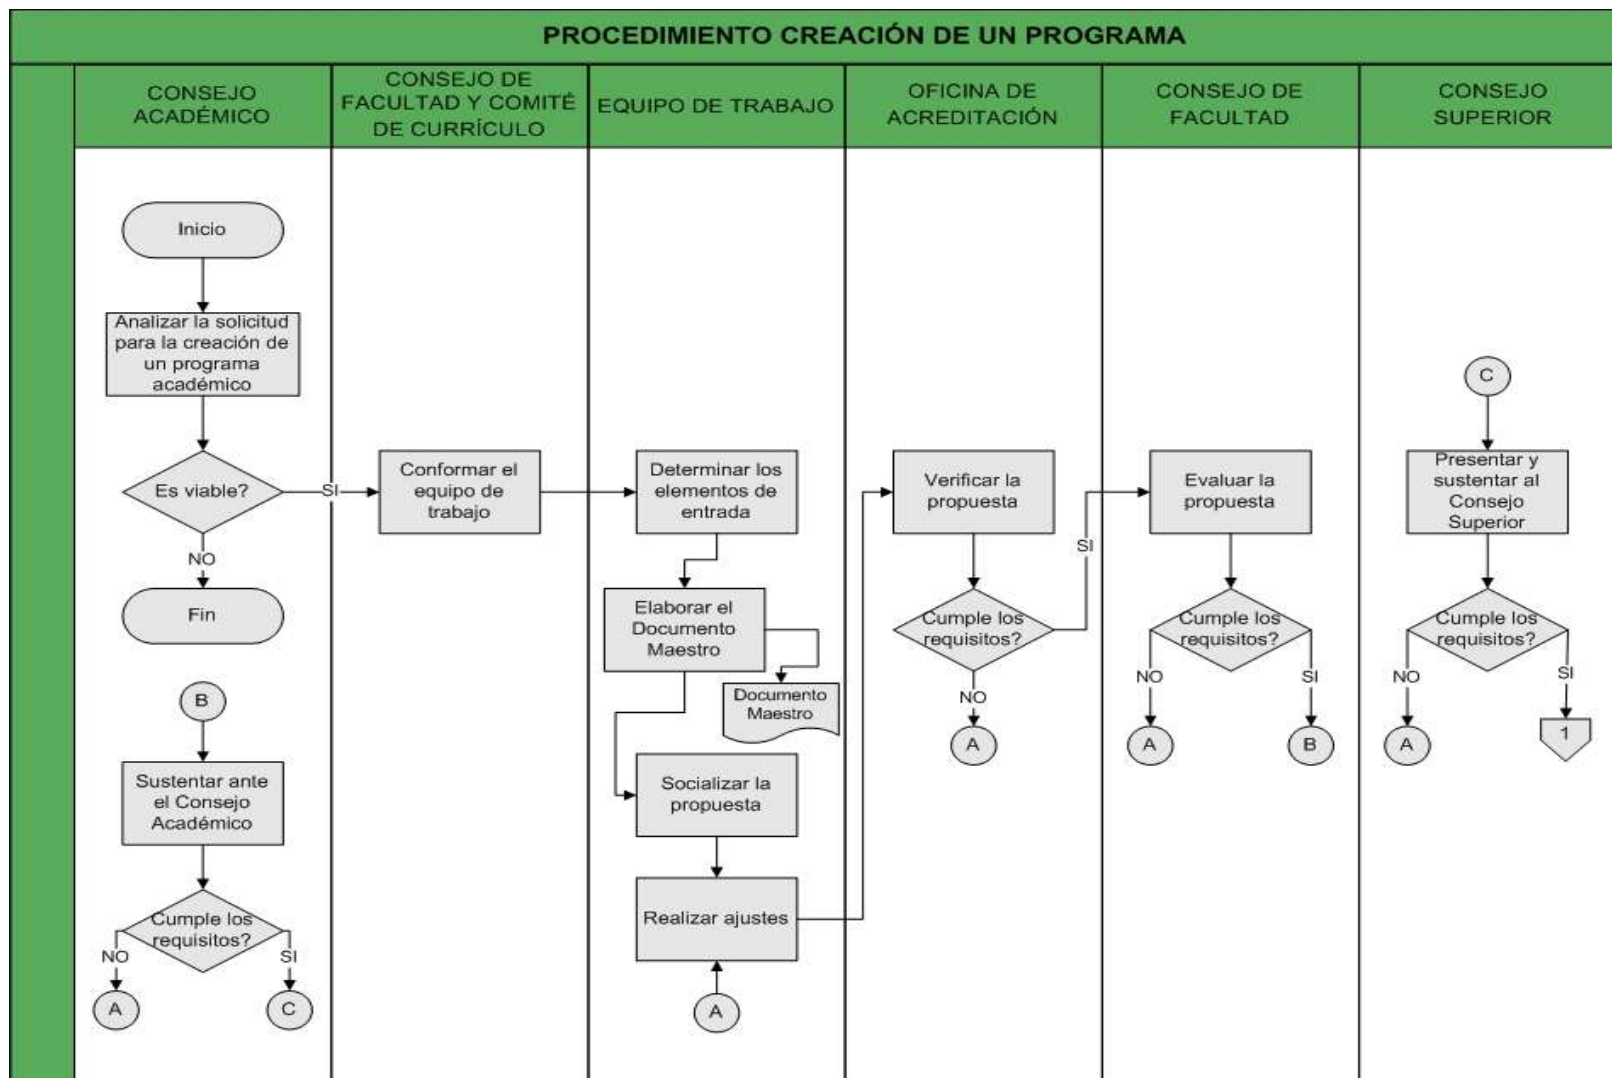 PROCEDIMIENTO CREACIÓN DE UN PROGRAMA
CONSEJO
ACADÉMICO
CONSEJO DE
FACULTAD Y COMITÉ
DE CURRÍCULO
EQUIPO DE TRABAJO
OFICINA DE
ACREDITACIÓN
CONSEJO DE
FACULTAD
CONSEJO
SUPERIOR
Inicio
Analizar la solicitud
para la creación de
un programa
académico
Es viable?
SI
NO
Fin
B
Sustentar ante
el Consejo
Académico
Cumple los
requisitos?
NO
SI
A
C
Conformar el
equipo de
trabajo
Determinar los
elementos de
entrada
Elaborar el
Documento
Maestro
Documento
Maestro
Socializar la
propuesta
Realizar ajustes
A
Verificar la
propuesta
Cumple los
requisitos?
SI
NO
A
Evaluar la
propuesta
Cumple los
requisitos?
NO
SI
A
B
C
Presentar y
sustentar al
Consejo
Superior
Cumple los
requisitos?
NO
SI
A
1